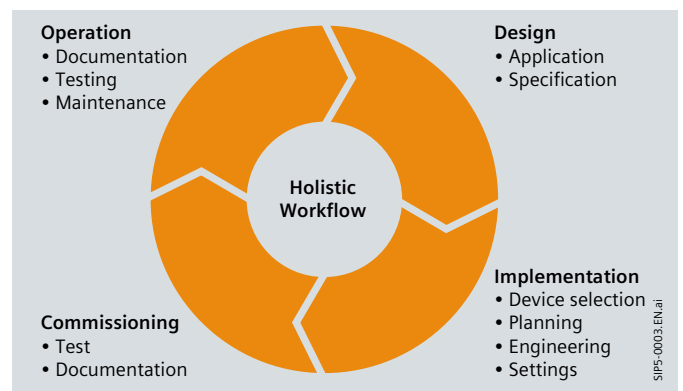 Operation
• Documentation
• Testing
• Maintenance
Design
• Application
• Specification
Holistic
Workflow
Commissioning
• Test
• Documentation
Implementation
• Device selection
• Planning
• Engineering
• Settings
SIP5-0003.EN.ai